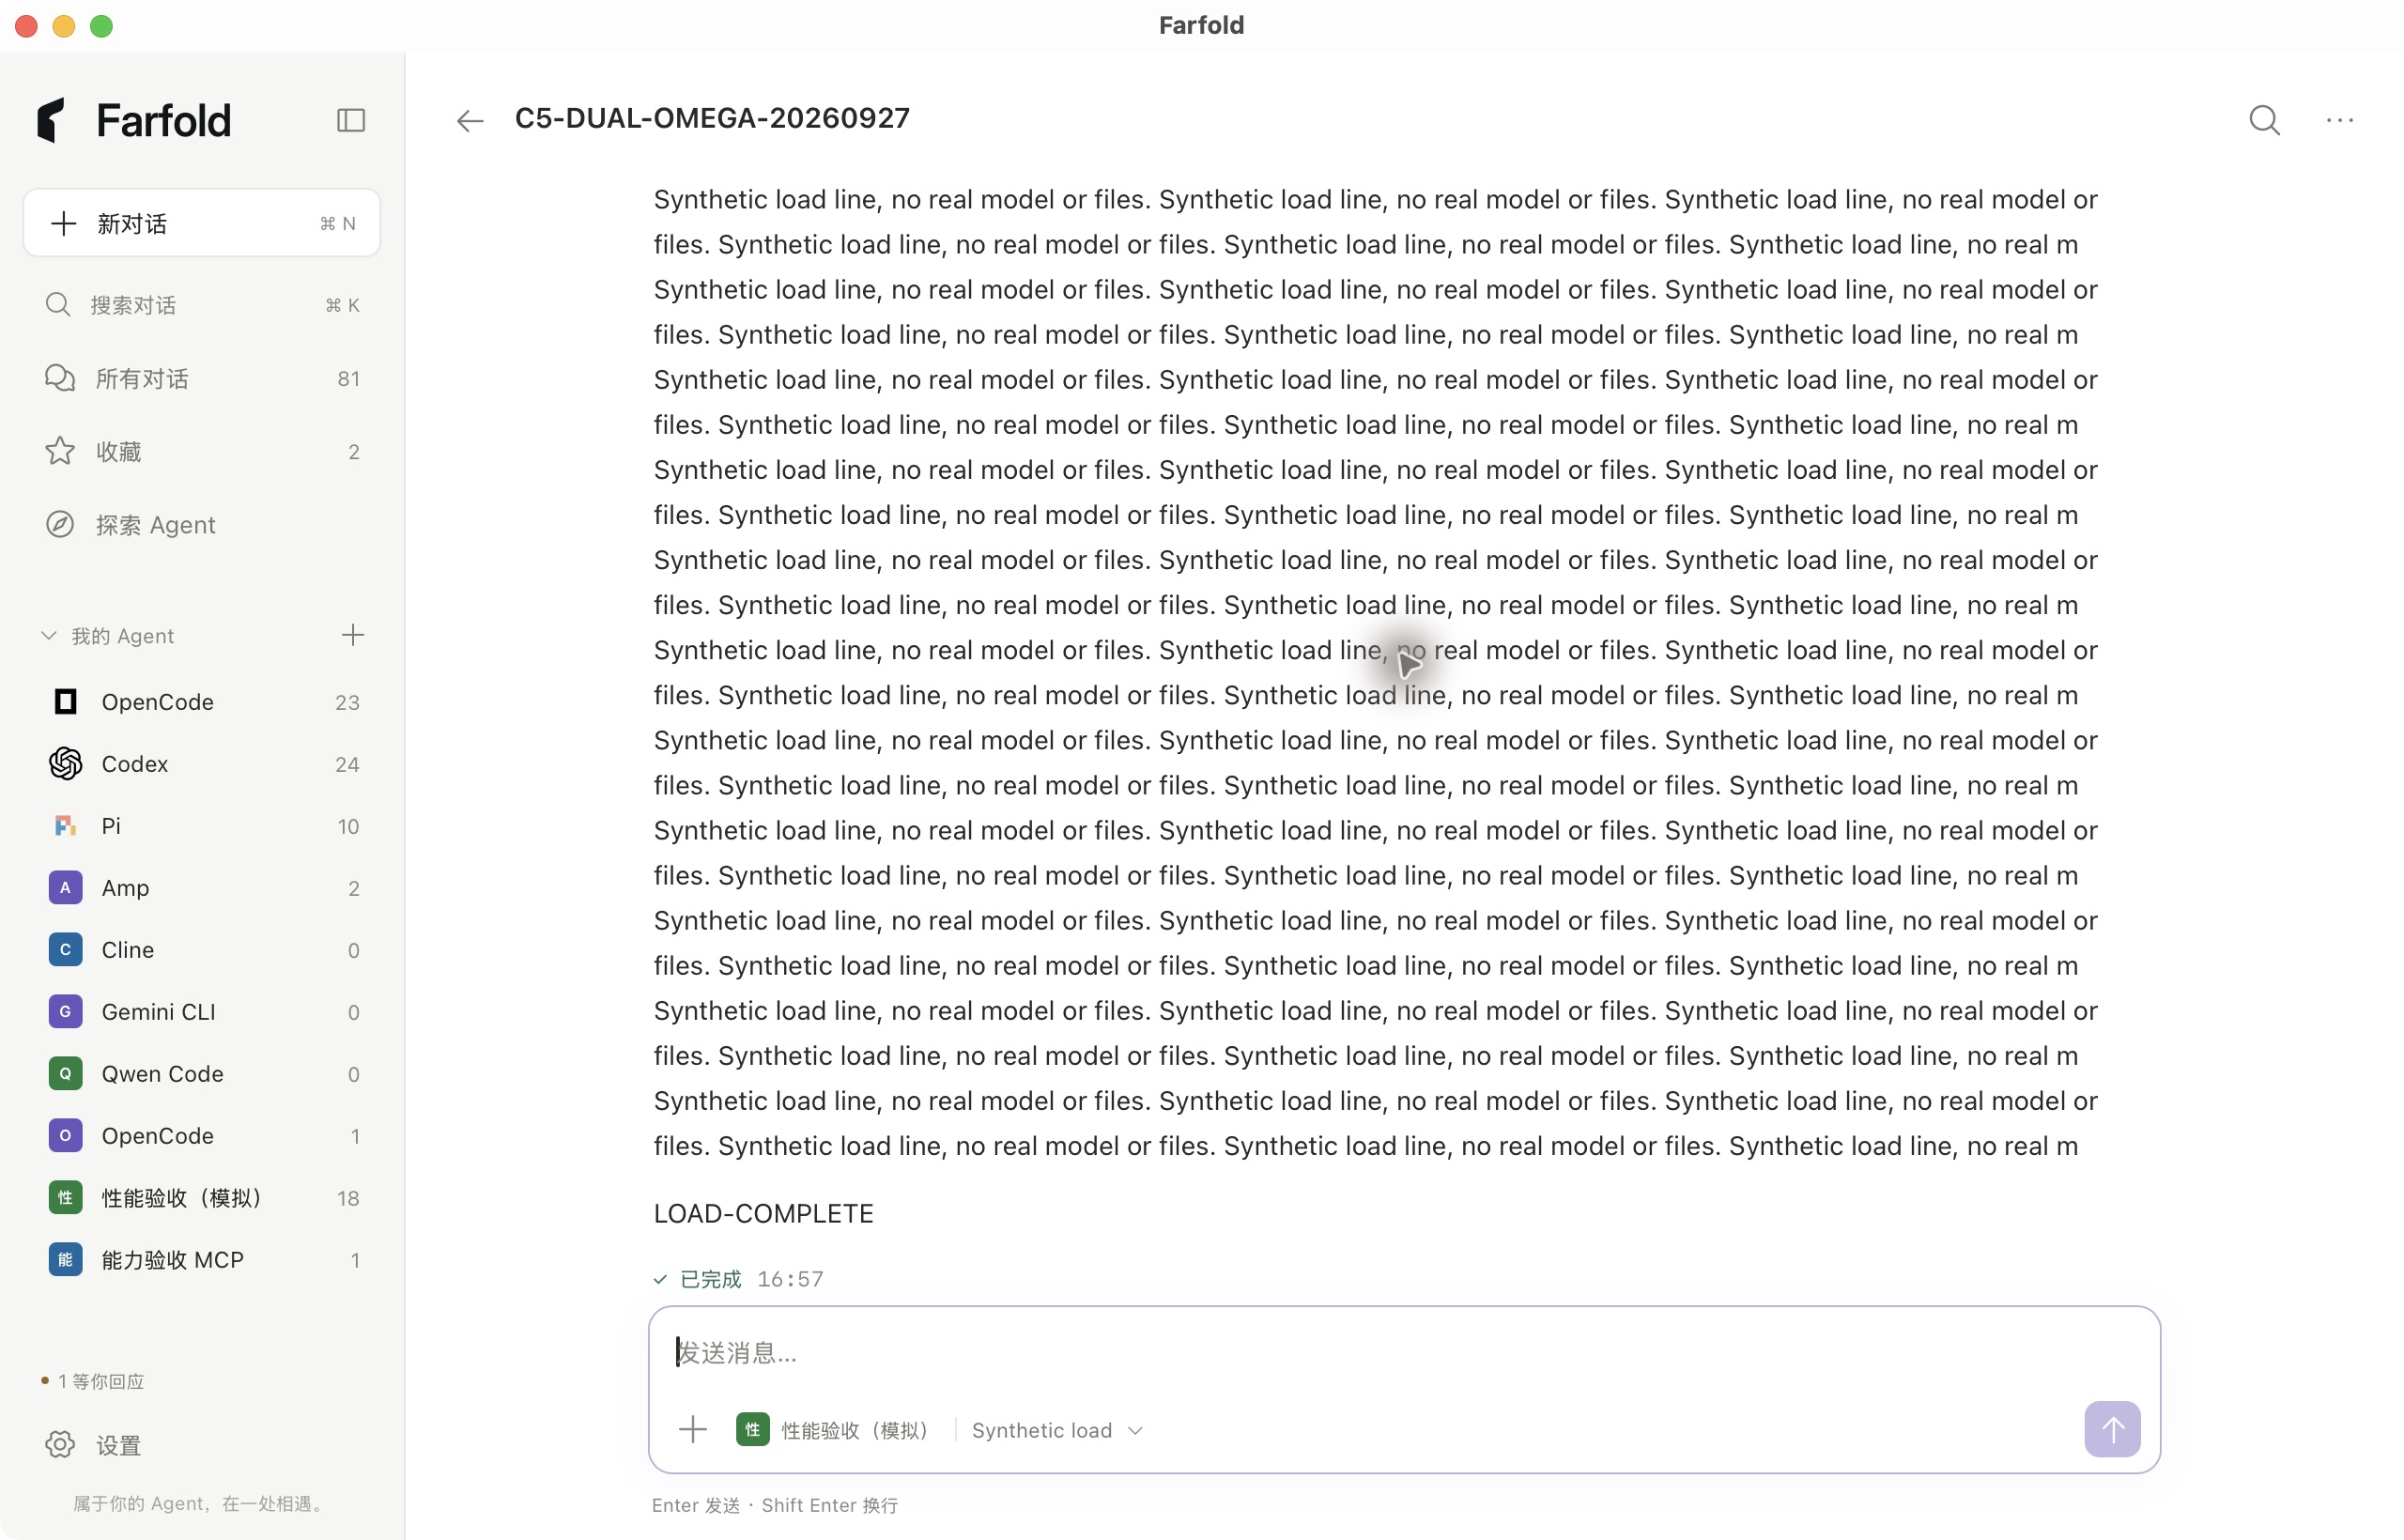 Farfold
Farfold
新对话
⌘ N
搜索对话
⌘ K
所有对话
81
收藏
2
探索 Agent
我的 Agent
OpenCode
23
Codex
24
Pi
10
A
Amp
2
C
Cline
0
G
Gemini CLI
0
Q
Qwen Code
0
O
OpenCode
1
性
性能验收（模拟）
18
能
能力验收 MCP
1
1 等你回应
设置
属于你的 Agent，在一处相遇。
C5-DUAL-OMEGA-20260927
Synthetic load line, no real model or files. Synthetic load line, no real model or files. Synthetic load line, no real model or
files. Synthetic load line, no real model or files. Synthetic load line, no real model or files. Synthetic load line, no real m
Synthetic load line, no real model or files. Synthetic load line, no real model or files. Synthetic load line, no real model or
files. Synthetic load line, no real model or files. Synthetic load line, no real model or files. Synthetic load line, no real m
Synthetic load line, no real model or files. Synthetic load line, no real model or files. Synthetic load line, no real model or
files. Synthetic load line, no real model or files. Synthetic load line, no real model or files. Synthetic load line, no real m
Synthetic load line, no real model or files. Synthetic load line, no real model or files. Synthetic load line, no real model or
files. Synthetic load line, no real model or files. Synthetic load line, no real model or files. Synthetic load line, no real m
Synthetic load line, no real model or files. Synthetic load line, no real model or files. Synthetic load line, no real model or
files. Synthetic load line, no real model or files. Synthetic load line, no real model or files. Synthetic load line, no real m
Synthetic load line, no real model or files. Synthetic load line, no real model or files. Synthetic load line, no real model or
files. Synthetic load line, no real model or files. Synthetic load line, no real model or files. Synthetic load line, no real m
Synthetic load line, no real model or files. Synthetic load line, no real model or files. Synthetic load line, no real model or
files. Synthetic load line, no real model or files. Synthetic load line, no real model or files. Synthetic load line, no real m
Synthetic load line, no real model or files. Synthetic load line, no real model or files. Synthetic load line, no real model or
files. Synthetic load line, no real model or files. Synthetic load line, no real model or files. Synthetic load line, no real m
Synthetic load line, no real model or files. Synthetic load line, no real model or files. Synthetic load line, no real model or
files. Synthetic load line, no real model or files. Synthetic load line, no real model or files. Synthetic load line, no real m
Synthetic load line, no real model or files. Synthetic load line, no real model or files. Synthetic load line, no real model or
files. Synthetic load line, no real model or files. Synthetic load line, no real model or files. Synthetic load line, no real m
Synthetic load line, no real model or files. Synthetic load line, no real model or files. Synthetic load line, no real model or
files. Synthetic load line, no real model or files. Synthetic load line, no real model or files. Synthetic load line, no real m
LOAD-COMPLETE
已完成 16:57
发送消息...
性
性能验收（模拟）
Synthetic load
Enter 发送 · Shift Enter 换行